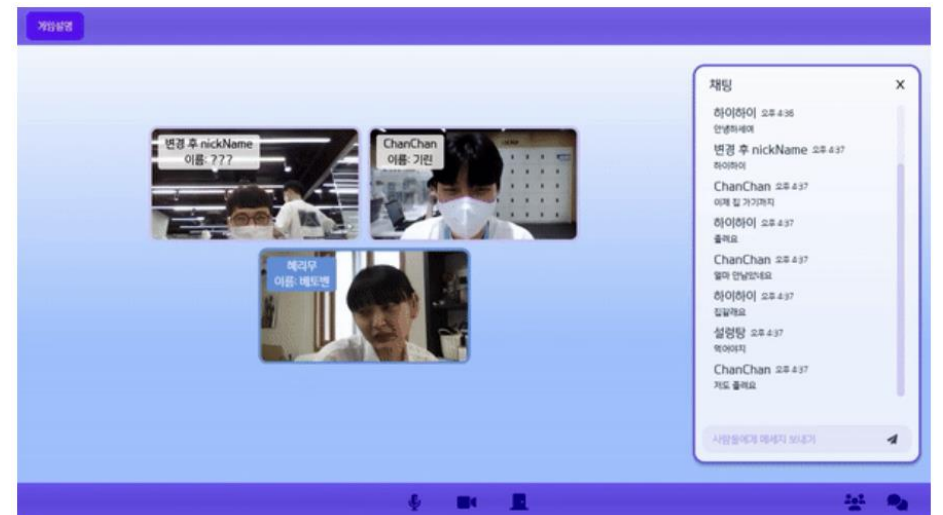 게임설명
변경 후 nickName
이름: ???
ChanChan
이름: 기린
혜리무
이름: 베토벤
채팅
X
하이하이 오후 4:36
안녕하세여
변경 후 nickName 오후 4:37
하이하이
ChanChan 오후 4:37
이제 집 가기까지
하이하이 오후 4:37
졸려요
ChanChan 오후 4:37
얼마 안남았네요
하이하이 오후 4:37
집갈래요
설렁탕 오후 4:37
먹어야지
ChanChan 오후 4:37
저도 졸려요
사람들에게 메세지 보내기